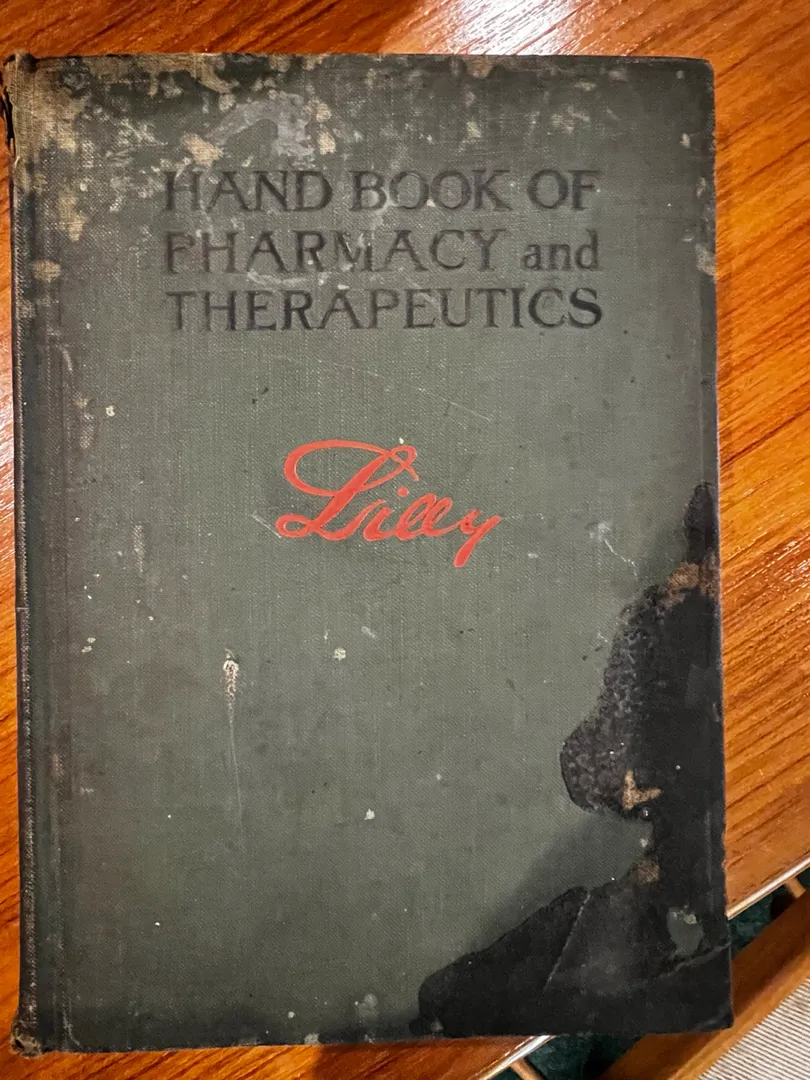 HAND BOOK OF
PHARMACY and
THERAPEUTICS
Lilly